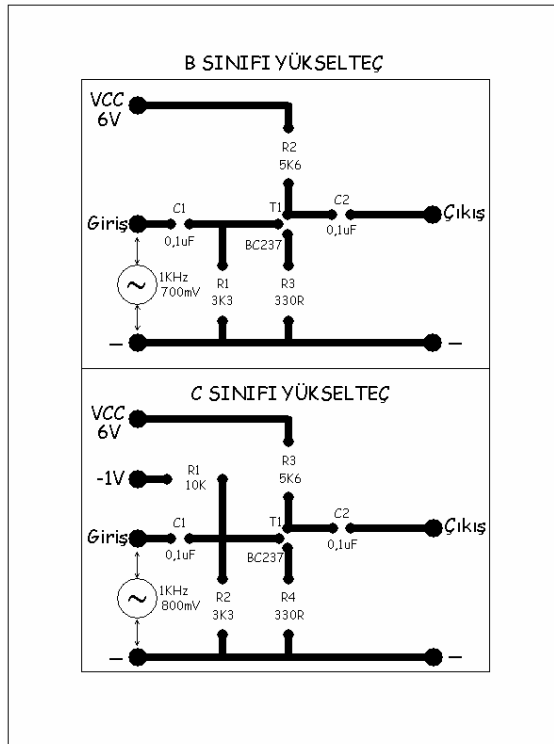 B SINIFI YÜKSELTEÇ
VCC
6V
R2
5K6
C1
T1
C2
Giriş
Çıkış
0,1uF
BC237
0,1uF
1KHz
700mV
R1
3K3
R3
330R
–
–
C SINIFI YÜKSELTEÇ
VCC
6V
-1V
R1
10K
R3
5K6
C1
T1
C2
Giriş
Çıkış
0,1uF
BC237
0,1uF
1KHz
800mV
R2
3K3
R4
330R
–
–